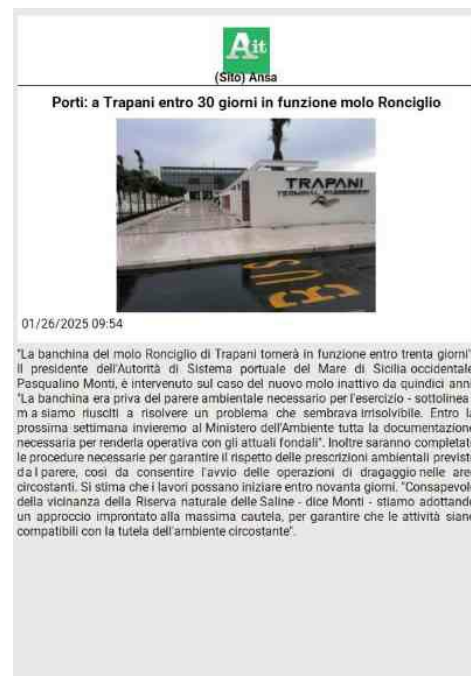 Ait
(Sito) Ansa
Porti: a Trapani entro 30 giorni in funzione molo Ronciglio
TRAPANI
TERMINAL PASSEGGERI
BUS
01/26/2025 09:54
"La banchina del molo Ronciglio di Trapani tornerà in funzione entro trenta giorni"
Il presidente dell'Autorità di Sistema portuale del Mare di Sicilia occidentale
Pasqualino Monti, è intervenuto sul caso del nuovo molo inattivo da quindici anni
"La banchina era priva del parere ambientale necessario per l'esercizio - sottolinea
m a siamo riusciti a risolvere un problema che sembrava irrisolvibile. Entro la
prossima settimana invieremo al Ministero dell'Ambiente tutta la documentazione
necessaria per renderla operativa con gli attuali fondali". Inoltre saranno completate
le procedure necessarie per garantire il rispetto delle prescrizioni ambientali previste
d a l parere, così da consentire l'avvio delle operazioni di dragaggio nelle aree
circostanti. Si stima che i lavori possano iniziare entro novanta giorni. "Consapevole
della vicinanza della Riserva naturale delle Saline - dice Monti - stiamo adottando
un approccio improntato alla massima cautela, per garantire che le attività siano
compatibili con la tutela dell'ambiente circostante".